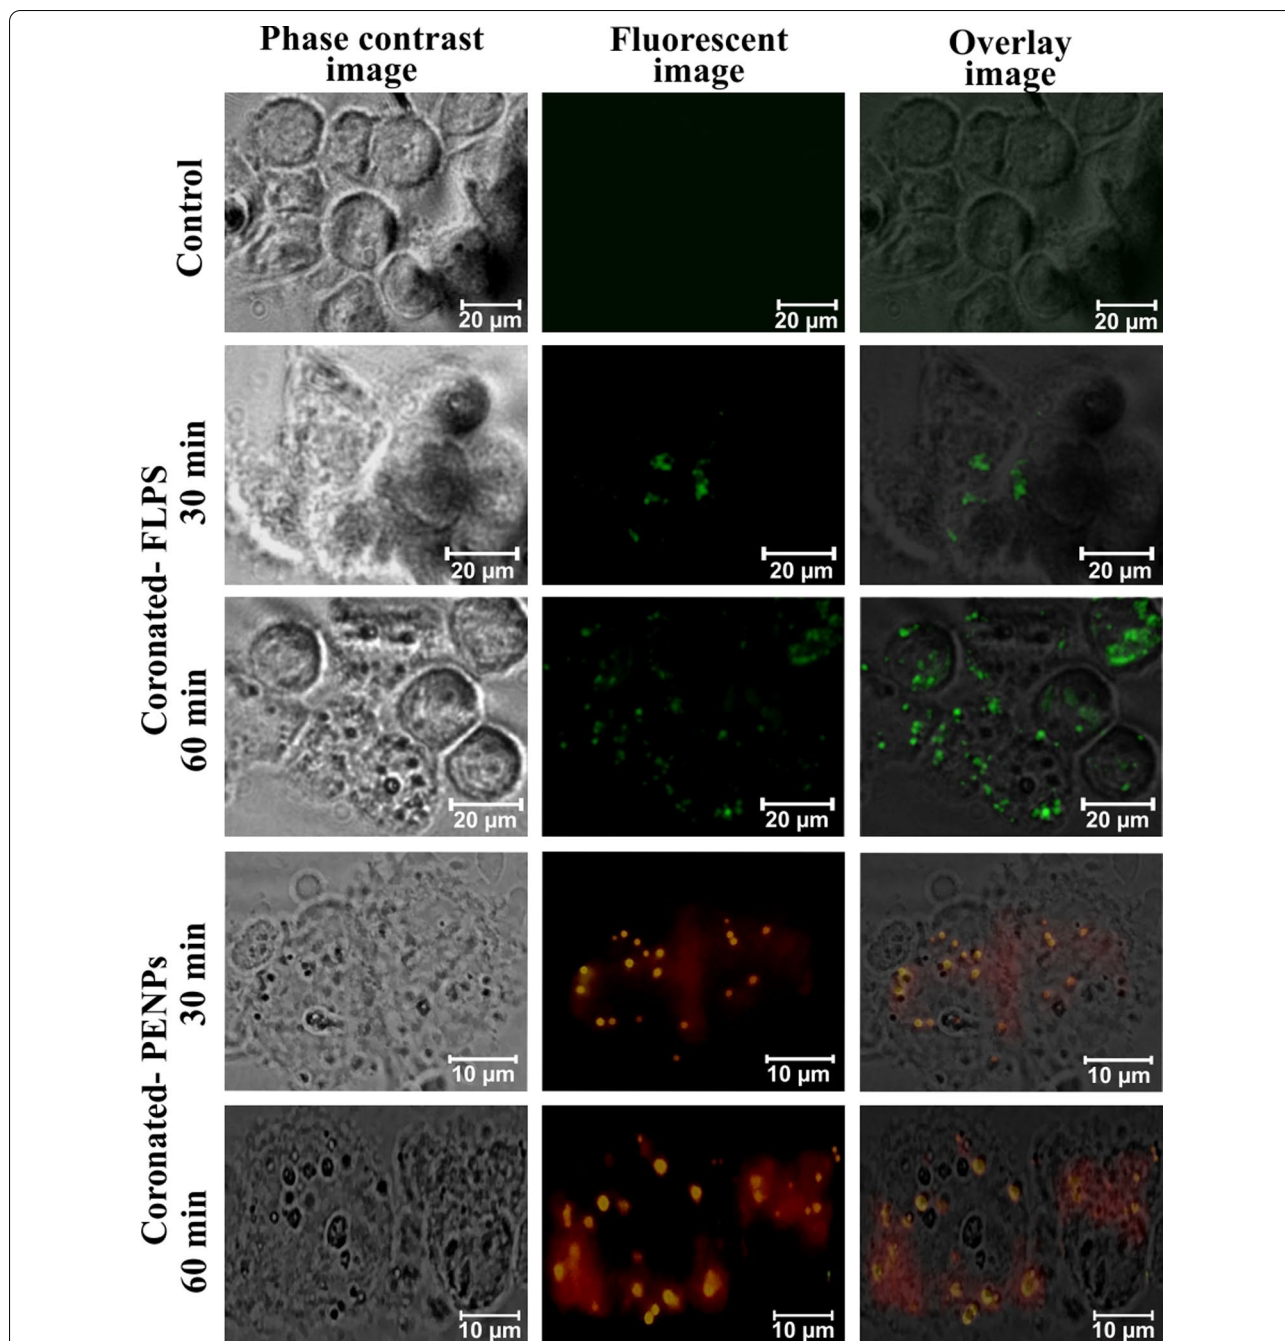 Phase contrast
image
Fluorescent
image
Overlay
image
Control
20 µm
20 µm
20 µm
Coronated- FLPS
30 min
20 µm
20 µm
20 µm
60 min
20 µm
20 µm
20 µm
Coronated- PENPs
30 min
10 µm
10 µm
10 µm
60 min
10 µm
10 µm
10 µm